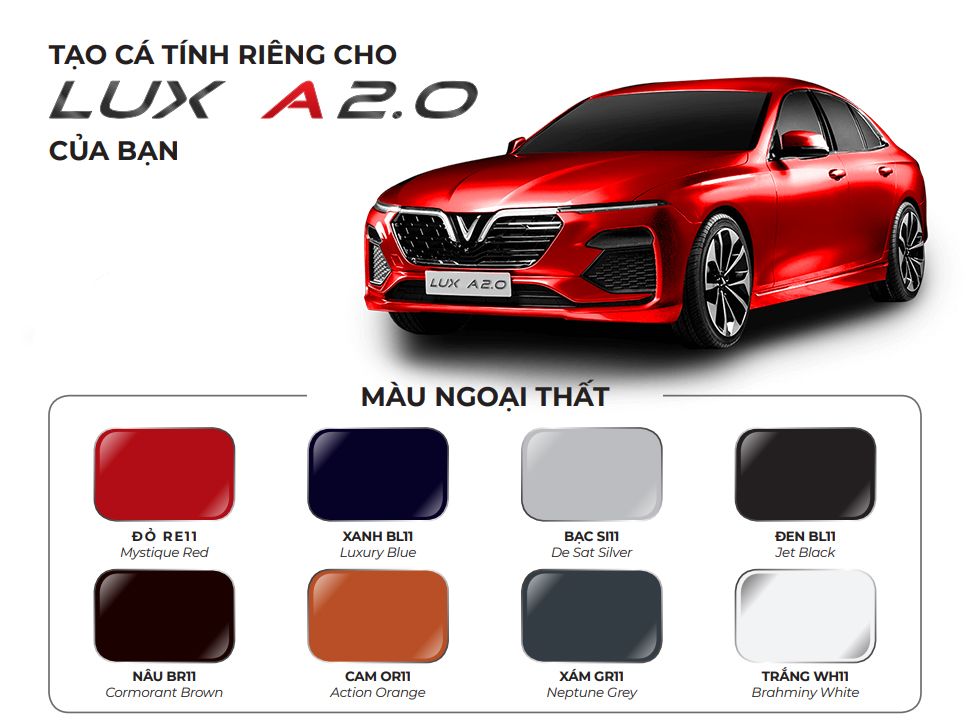 TẠO CÁ TÍNH RIÊNG CHO
LUX A2.0
CỦA BẠN
LUX A2.0
MÀU NGOẠI THẤT
ĐỎ RE11
Mystique Red
XANH BL11
Luxury Blue
BẠC SI11
De Sat Silver
ĐEN BL11
Jet Black
NÂU BR11
Cormorant Brown
CAM OR11
Action Orange
XÁM GR11
Neptune Grey
TRẮNG WH11
Brahminy White